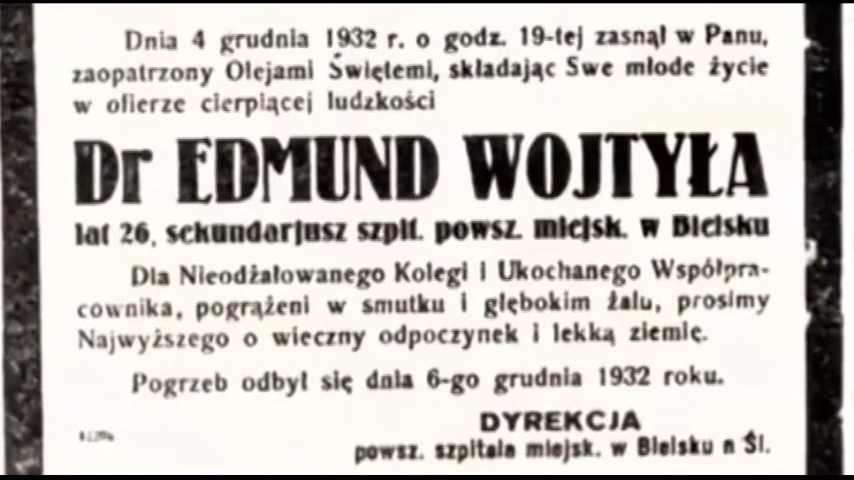 Dnia 4 grudnia 1932 r. o godz. 19-tej zasnął w Panu,
zaopatrzony Olejami Świętemi, składając Swe młode życie
w ofierze cierpiącej ludzkości
Dr EDMUND WOJTYŁA
lat 26, sekundarjusz szpit. powsz. miejsk. w Bielsku
Dla Nieodżałowanego Kolegi i Ukochanego Współpra-
cownika, pogrążeni w smutku i głębokim żalu, prosimy
Najwyższego o wieczny odpoczynek i lekką ziemię.
Pogrzeb odbył się dnia 6-go grudnia 1932 roku.
DYREKCJA
powsz. szpitala miejsk. w Bielsku n Śl.